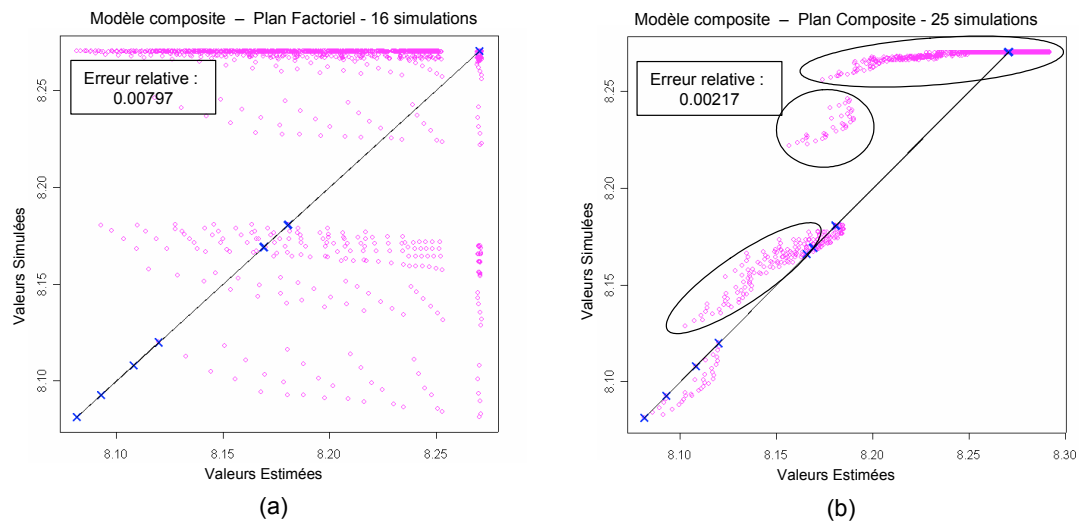 Modèle composite – Plan Factoriel - 16 simulations
Erreur relative :
0.00797
Valeurs Simulées
8.25
8.20
8.15
8.10
8.10 8.15 8.20 8.25
Valeurs Estimées
(a)
Modèle composite – Plan Composite - 25 simulations
Erreur relative :
0.00217
Valeurs Simulées
8.25
8.20
8.15
8.10
8.10 8.15 8.20 8.25 8.30
Valeurs Estimées
(b)